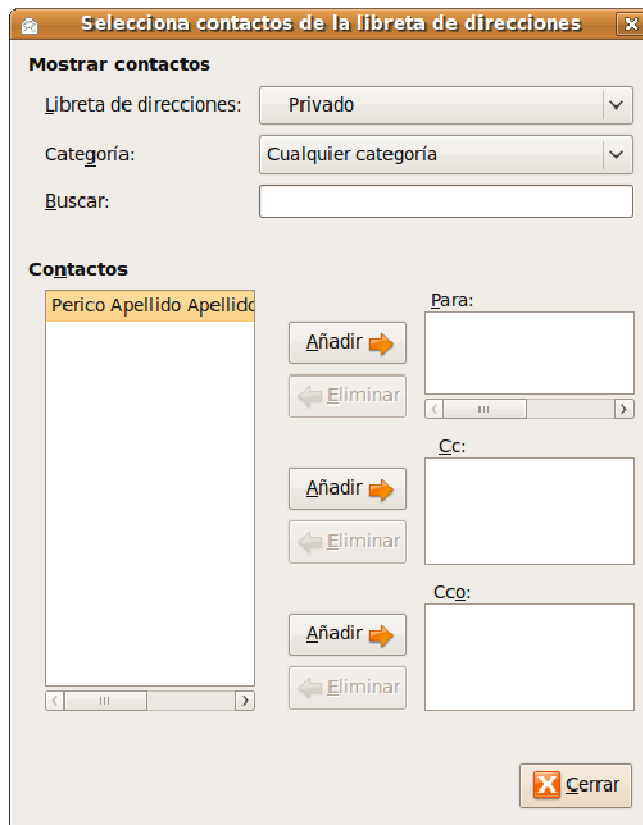 Selecciona contactos de la libreta de direcciones
Mostrar contactos
Libreta de direcciones:
Privado
Categoría:
Cualquier categoría
Buscar:
Contactos
Perico Apellido Apellido
Para:
Añadir
Eliminar
Cc:
Añadir
Eliminar
Cco:
Añadir
Eliminar
Cerrar